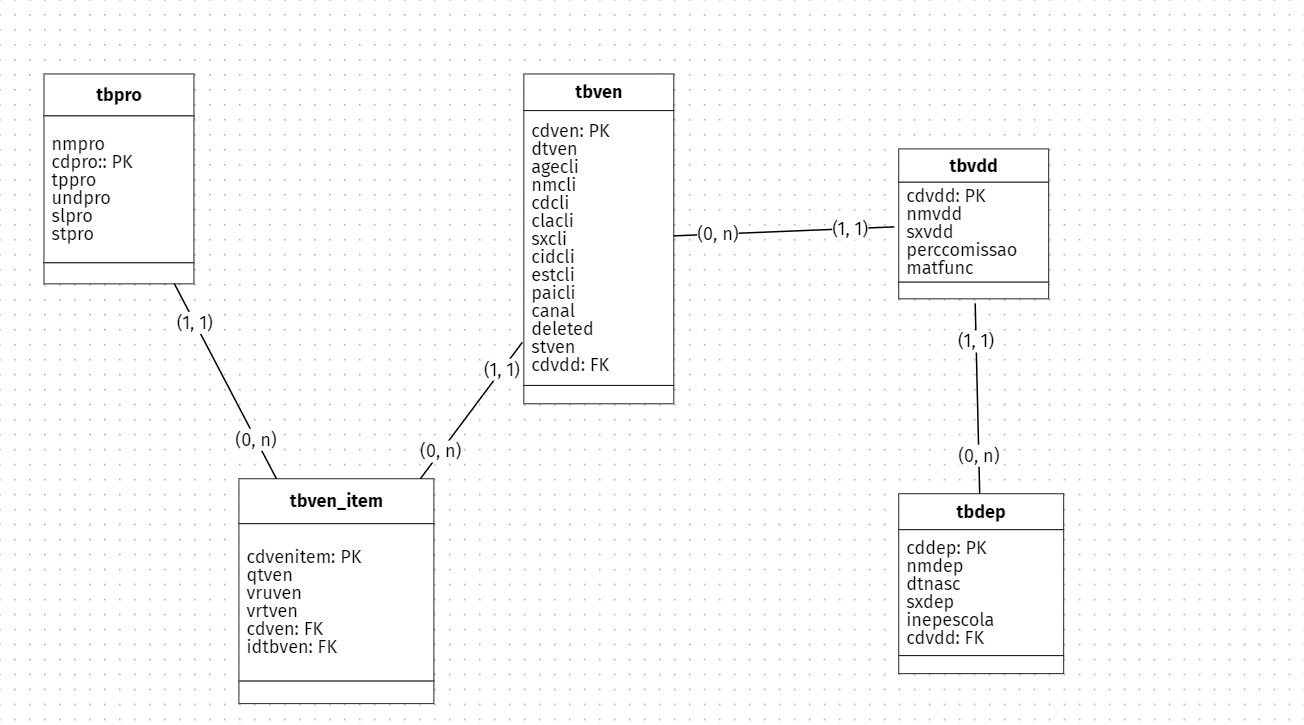 tbpro
nmpro
cdpro:: PK
tppro
undpro
slpro
stpro
(1, 1)
(0, n)
tbven_item
cdvenitem: PK
qtven
vruven
vrtven
cdven: FK
idtbven: FK
(0, n)
(1, 1)
tbven
cdven: PK
dtven
agecli
nmcli
cdcli
clacli
sxcli
cidcli
estcli
paicli
canal
deleted
stven
cdvdd: FK
(0, n)
(1, 1)
tbvdd
cdvdd: PK
nmvdd
sxvdd
perccomissao
matfunc
(1, 1)
(0, n)
tbdep
cddep: PK
nmdep
dtnasc
sxdep
inepescola
cdvdd: FK